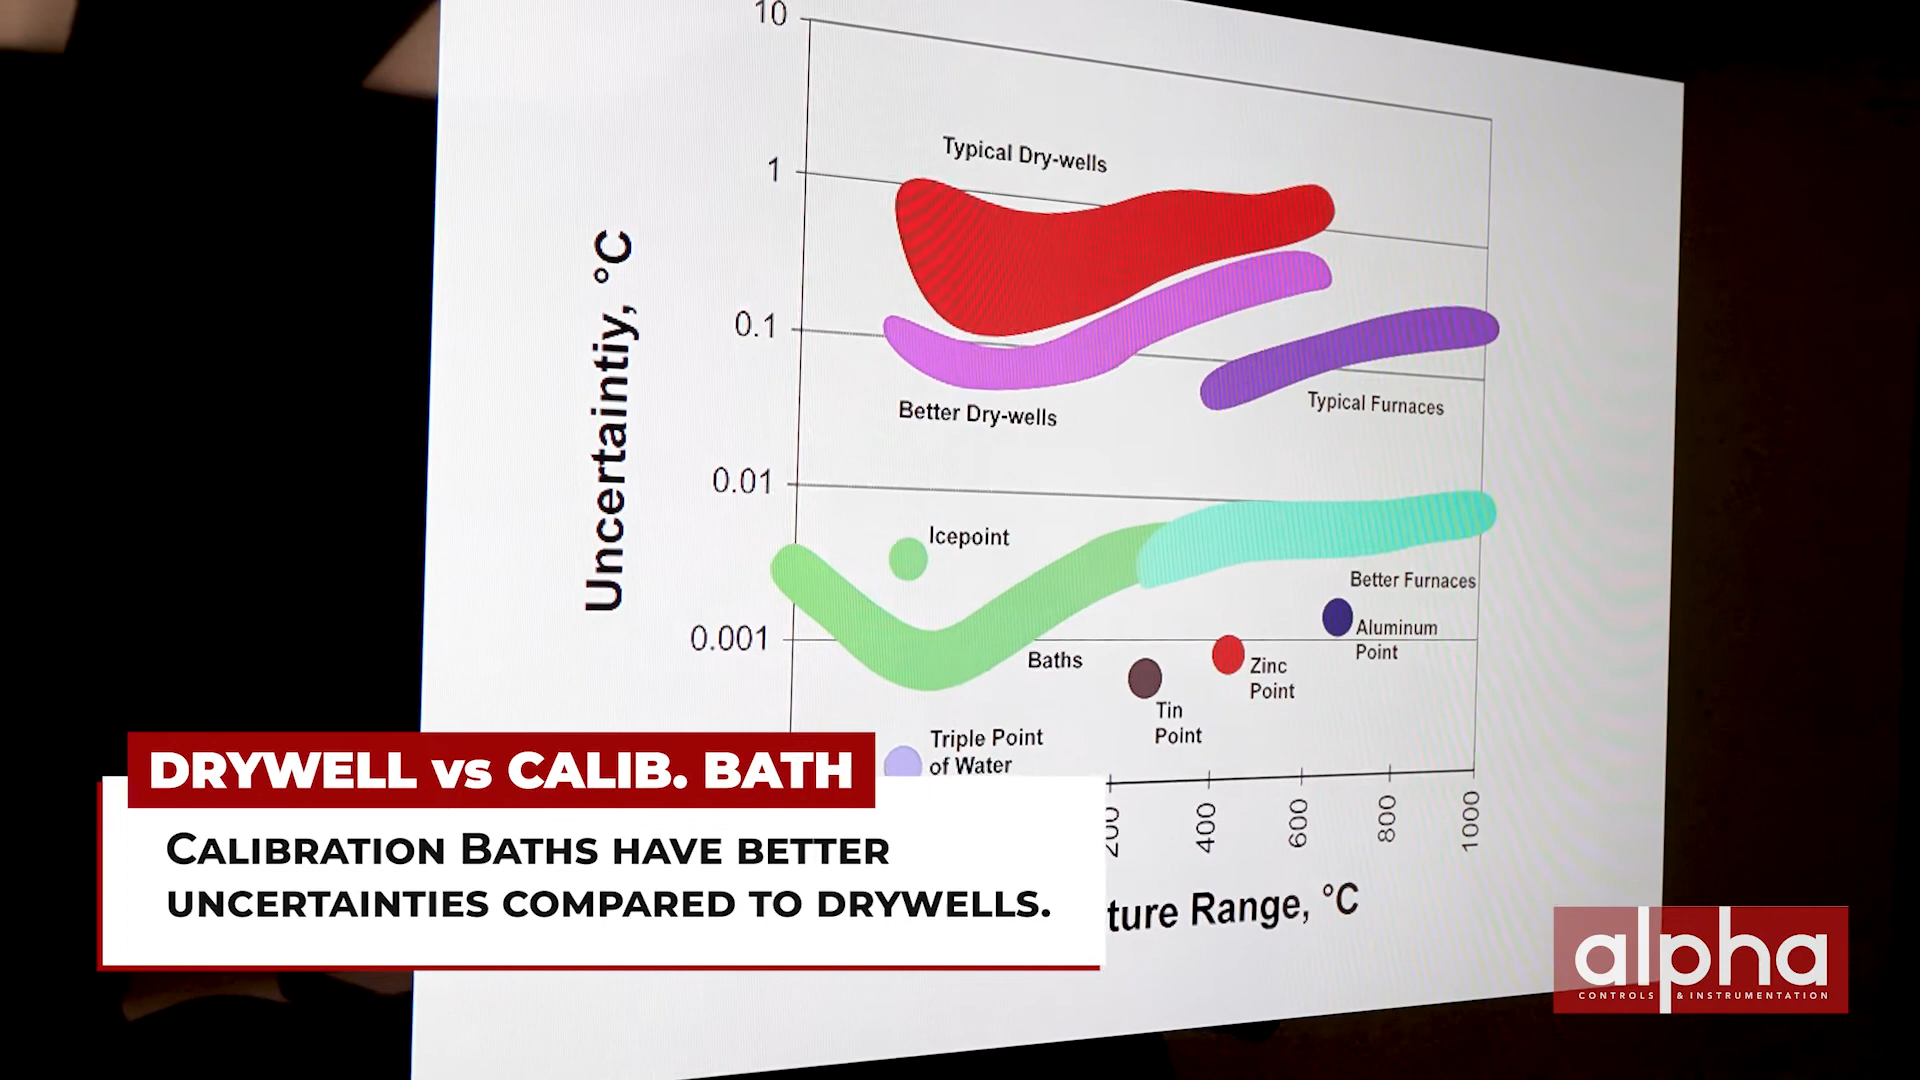 10
Typical Dry-wells
1
Uncertaintiy, °C
0.1
Typical Furnaces
Better Dry-wells
0.01
Icepoint
Better Furnaces
Aluminum
Point
0.001
Baths
Zinc
Point
Tin
Point
Triple Point
of Water
400
600
800
1000
Range, °C
DRYWELL vs CALIB. BATH
CALIBRATION BATHS HAVE BETTER
UNCERTAINTIES COMPARED TO DRYWELLS.
alpha
CONTROLS & INSTRUMENTATION